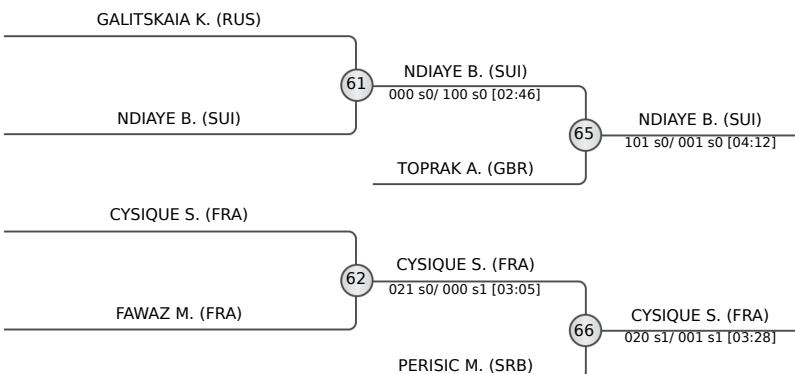 GALITSKAIA K. (RUS)
61
NDIAYE B. (SUI)
000 s0/ 100 s0 [02:46]
NDIAYE B. (SUI)
65
NDIAYE B. (SUI)
101 s0/ 001 s0 [04:12]
TOPRAK A. (GBR)
CYSIQUE S. (FRA)
62
CYSIQUE S. (FRA)
021 s0/ 000 s1 [03:05]
FAWAZ M. (FRA)
66
CYSIQUE S. (FRA)
020 s1/ 001 s1 [03:28]
PERISIC M. (SRB)